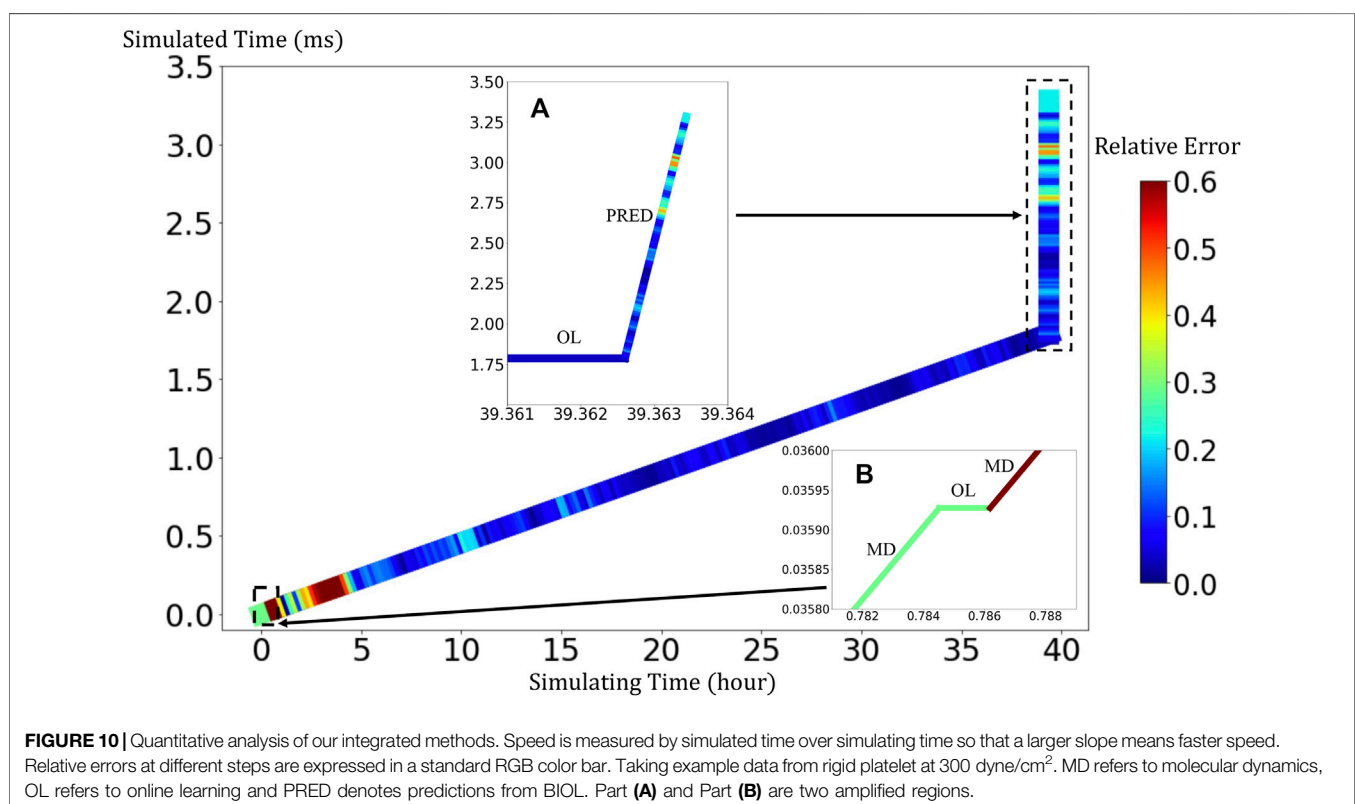 Simulated Time (ms)
3.5
3.0
2.5
2.0
1.5
1.0
0.5
0.0
0 5 10 15 20 25 30 35 40
Simulating Time (hour)
A
3.50
3.25
3.00
2.75
2.50
2.25
2.00
1.75
PRED
OL
39.361 39.362 39.363 39.364
B
0.03600
0.03595
0.03590
0.03585
0.03580
MD
OL
MD
0.782 0.784 0.786 0.788
Relative Error
0.6
0.5
0.4
0.3
0.2
0.1
0.0
FIGURE 10 | Quantitative analysis of our integrated methods. Speed is measured by simulated time over simulating time so that a larger slope means faster speed.
Relative errors at different steps are expressed in a standard RGB color bar. Taking example data from rigid platelet at 300 dyne/cm². MD refers to molecular dynamics,
OL refers to online learning and PRED denotes predictions from BIOL. Part (A) and Part (B) are two amplified regions.